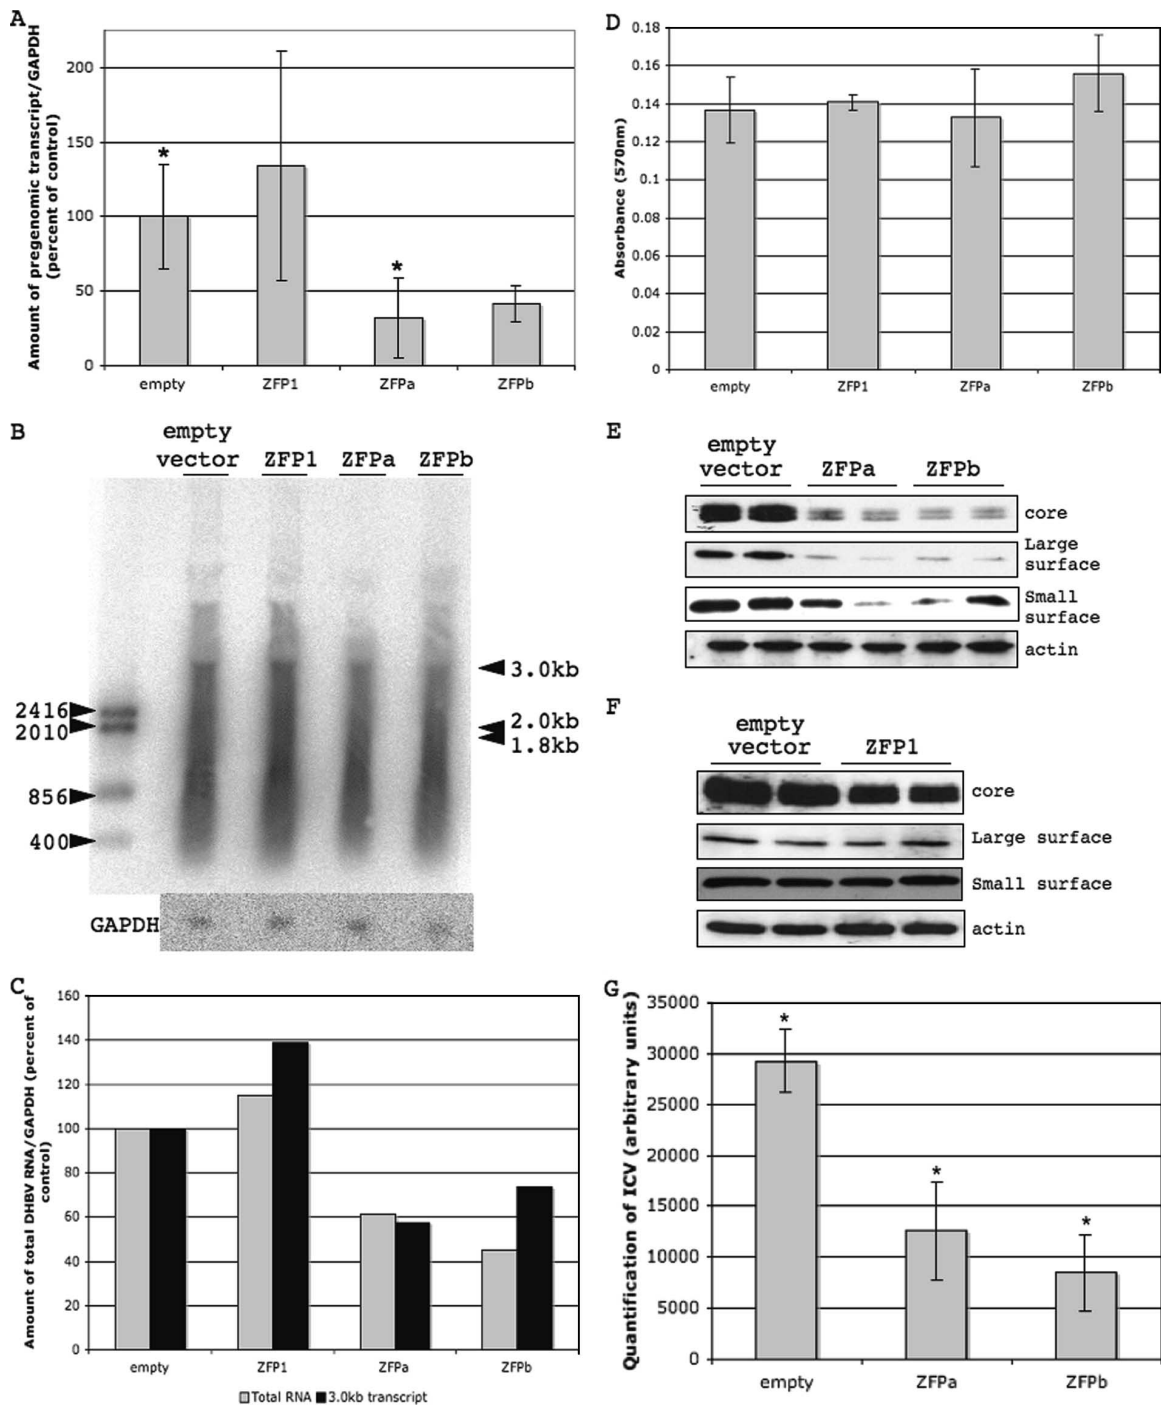 A
Amount of pregenomic transcript/GAPDH
(percent of control)
200
150
100
50
0
*
*
empty ZFP1 ZFPa ZFPb
B
empty
vector ZFP1 ZFPa ZFPb
2416
2010
856
400
3.0kb
2.0kb
1.8kb
GAPDH
C
Amount of total DHBV RNA/GAPDH (percent of
control)
160
140
120
100
80
60
40
20
0
empty ZFP1 ZFPa ZFPb
Total RNA 3.0kb transcript
D
Absorbance (570nm)
0.18
0.16
0.14
0.12
0.1
0.08
0.06
0.04
0.02
0
empty ZFP1 ZFPa ZFPb
E
empty
vector ZFPa ZFPb
core
Large
surface
Small
surface
actin
F
empty
vector ZFP1
core
Large surface
Small surface
actin
G
Quantification of ICV (arbitrary units)
35000
30000
25000
20000
15000
10000
5000
0
*
*
*
empty ZFPa ZFPb